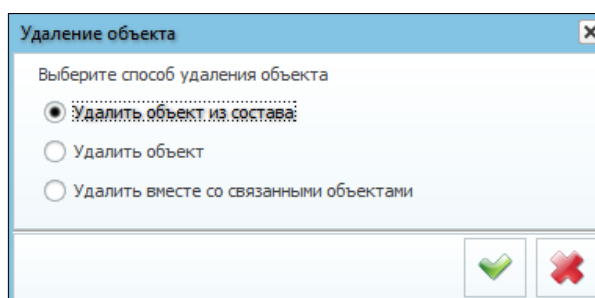 Удаление объекта
Выберите способ удаления объекта
Удалить объект из состава
Удалить объект
Удалить вместе со связанными объектами